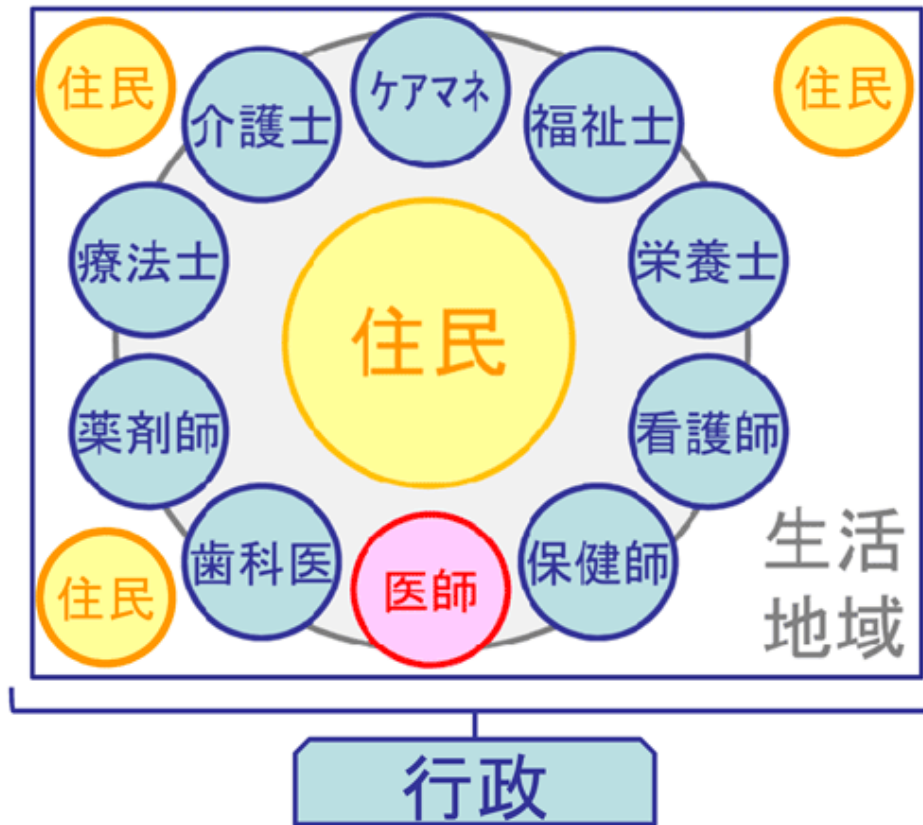 住民
ケアマネ
住民
介護士
福祉士
療法士
栄養士
住民
薬剤師
看護師
歯科医
医師
保健師
住民
生活
地域
行政